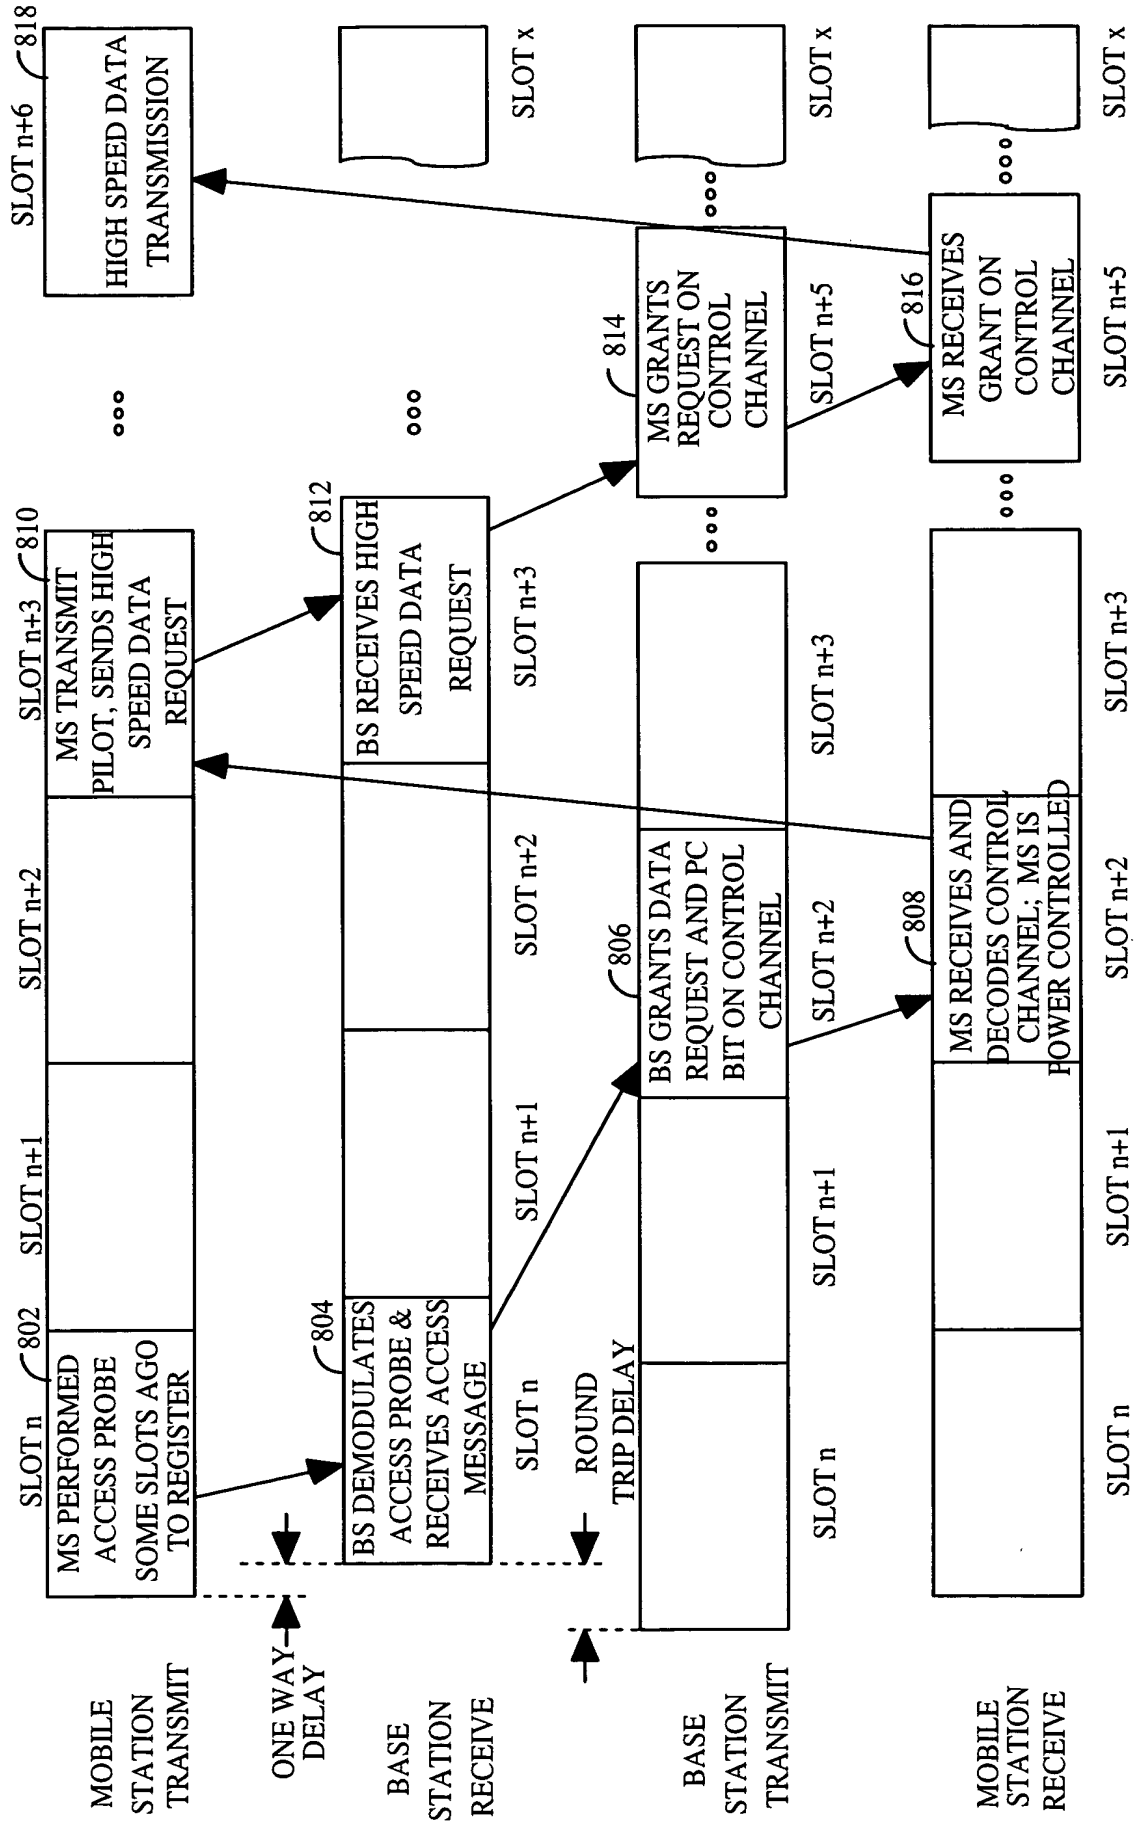 SLOT n
802
SLOT n+1
SLOT n+2
SLOT n+3
810
SLOT n+6
818
MOBILE
STATION
TRANSMIT
MS PERFORMED
ACCESS PROBE
SOME SLOTS AGO
TO REGISTER
MS TRANSMIT
PILOT, SENDS HIGH
SPEED DATA
REQUEST
HIGH SPEED DATA
TRANSMISSION
ONE WAY
DELAY
804
812
BASE
STATION
RECEIVE
BS DEMODULATES
ACCESS PROBE &
RECEIVES ACCESS
MESSAGE
BS RECEIVES HIGH
SPEED DATA
REQUEST
SLOT n
SLOT n+1
SLOT n+2
SLOT n+3
SLOT x
ROUND
TRIP DELAY
806
814
BASE
STATION
TRANSMIT
BS GRANTS DATA
REQUEST AND PC
BIT ON CONTROL
CHANNEL
MS GRANTS
REQUEST ON
CONTROL
CHANNEL
SLOT n
SLOT n+1
SLOT n+2
SLOT n+3
SLOT n+5
SLOT x
808
816
MOBILE
STATION
RECEIVE
MS RECEIVES AND
DECODES CONTROL
CHANNEL; MS IS
POWER CONTROLLED
MS RECEIVES
GRANT ON
CONTROL
CHANNEL
SLOT n
SLOT n+1
SLOT n+2
SLOT n+3
SLOT n+5
SLOT x